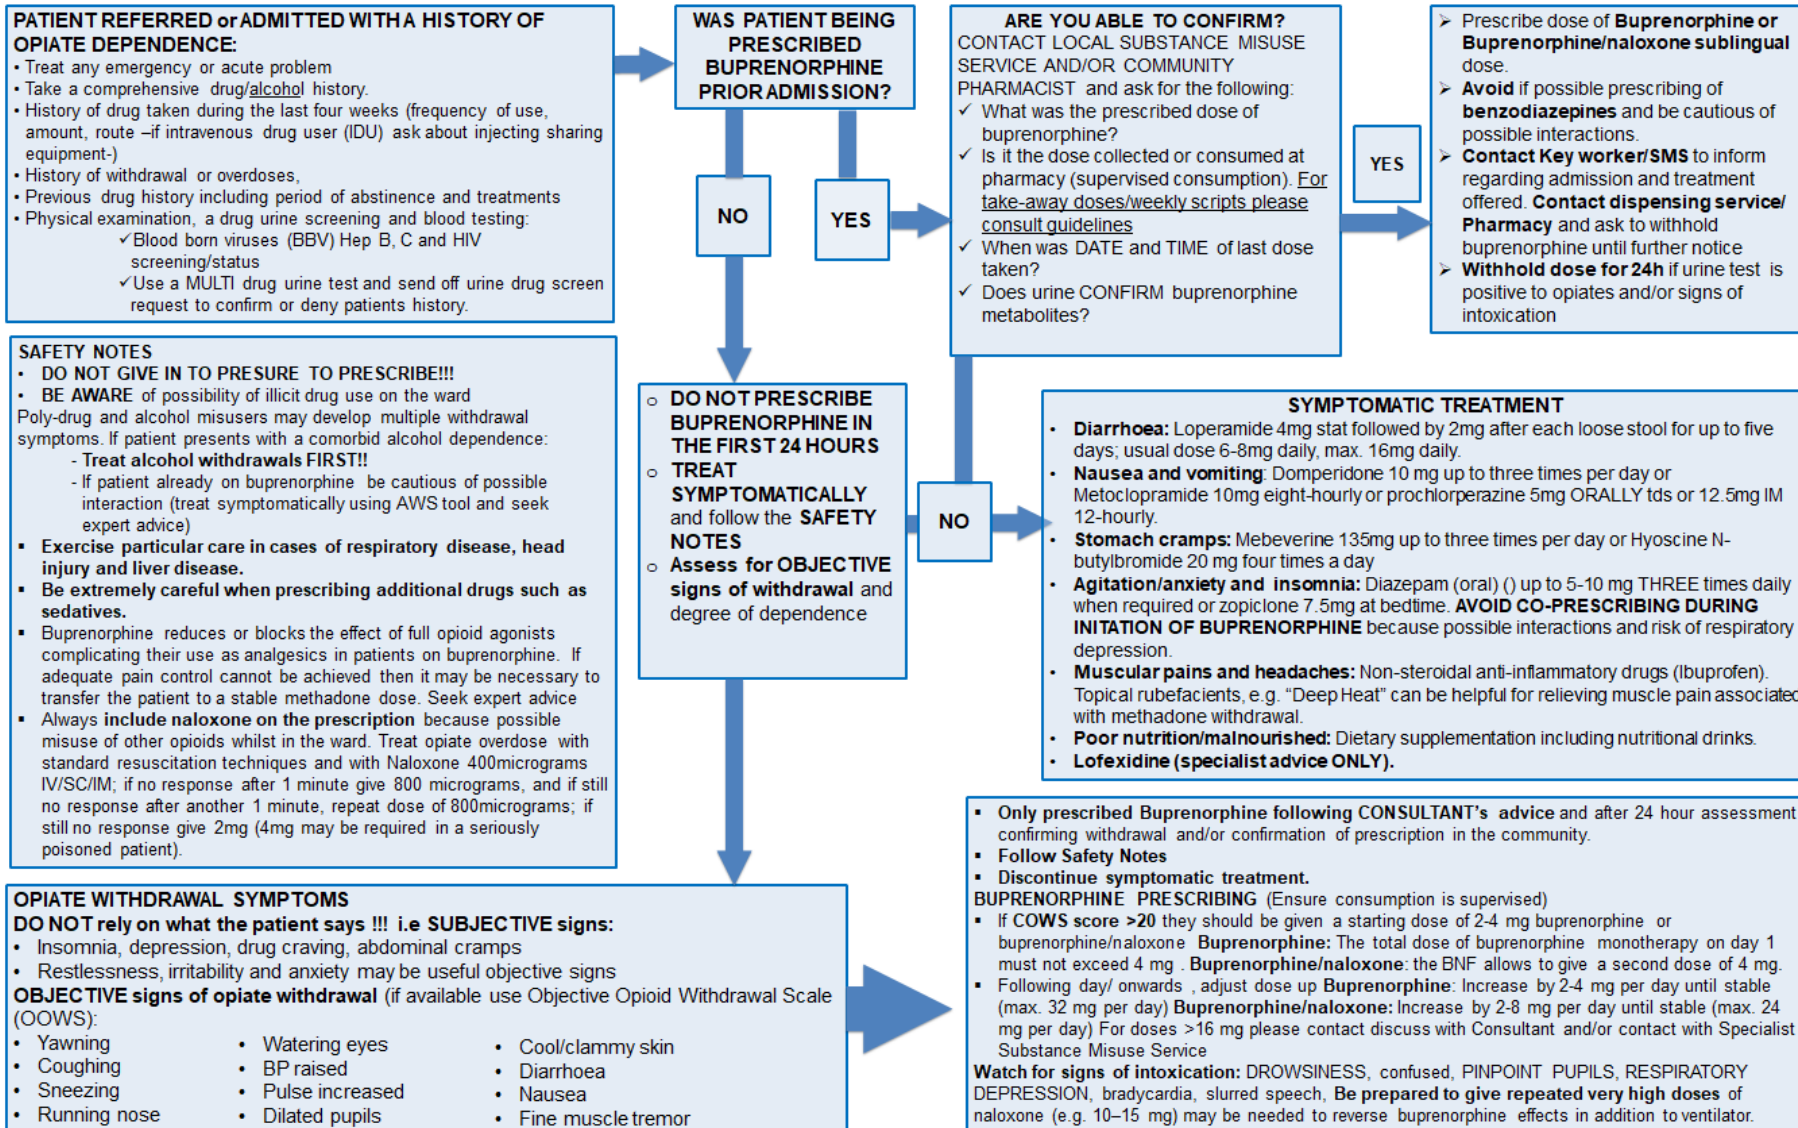 PATIENT REFERRED or ADMITTED WITH A HISTORY OF
OPIATE DEPENDENCE:
• Treat any emergency or acute problem
• Take a comprehensive drug/alcohol history.
• History of drug taken during the last four weeks (frequency of use,
amount, route –if intravenous drug user (IDU) ask about injecting sharing
equipment-)
• History of withdrawal or overdoses,
• Previous drug history including period of abstinence and treatments
• Physical examination, a drug urine screening and blood testing:
✓Blood born viruses (BBV) Hep B, C and HIV
screening/status
✓Use a MULTI drug urine test and send off urine drug screen
request to confirm or deny patients history.
WAS PATIENT BEING
PRESCRIBED
BUPRENORPHINE
PRIOR ADMISSION?
NO
YES
ARE YOU ABLE TO CONFIRM?
CONTACT LOCAL SUBSTANCE MISUSE
SERVICE AND/OR COMMUNITY
PHARMACIST and ask for the following:
✓ What was the prescribed dose of
buprenorphine?
✓ Is it the dose collected or consumed at
pharmacy (supervised consumption). For
take-away doses/weekly scripts please
consult guidelines
✓ When was DATE and TIME of last dose
taken?
✓ Does urine CONFIRM buprenorphine
metabolites?
YES
➢ Prescribe dose of Buprenorphine or
Buprenorphine/naloxone sublingual
dose.
➢ Avoid if possible prescribing of
benzodiazepines and be cautious of
possible interactions.
➢ Contact Key worker/SMS to inform
regarding admission and treatment
offered. Contact dispensing service/
Pharmacy and ask to withhold
buprenorphine until further notice
➢ Withhold dose for 24h if urine test is
positive to opiates and/or signs of
intoxication
SAFETY NOTES
• DO NOT GIVE IN TO PRESURE TO PRESCRIBE!!!
• BE AWARE of possibility of illicit drug use on the ward
Poly-drug and alcohol misusers may develop multiple withdrawal
symptoms. If patient presents with a comorbid alcohol dependence:
- Treat alcohol withdrawals FIRST!!
- If patient already on buprenorphine be cautious of possible
interaction (treat symptomatically using AWS tool and seek
expert advice)
▪ Exercise particular care in cases of respiratory disease, head
injury and liver disease.
▪ Be extremely careful when prescribing additional drugs such as
sedatives.
▪ Buprenorphine reduces or blocks the effect of full opioid agonists
complicating their use as analgesics in patients on buprenorphine. If
adequate pain control cannot be achieved then it may be necessary to
transfer the patient to a stable methadone dose. Seek expert advice
▪ Always include naloxone on the prescription because possible
misuse of other opioids whilst in the ward. Treat opiate overdose with
standard resuscitation techniques and with Naloxone 400micrograms
IV/SC/IM; if no response after 1 minute give 800 micrograms, and if still
no response after another 1 minute, repeat dose of 800micrograms; if
still no response give 2mg (4mg may be required in a seriously
poisoned patient).
o DO NOT PRESCRIBE
BUPRENORPHINE IN
THE FIRST 24 HOURS
o TREAT
SYMPTOMATICALLY
and follow the SAFETY
NOTES
o Assess for OBJECTIVE
signs of withdrawal and
degree of dependence
NO
SYMPTOMATIC TREATMENT
• Diarrhoea: Loperamide 4mg stat followed by 2mg after each loose stool for up to five
days; usual dose 6-8mg daily, max. 16mg daily.
• Nausea and vomiting: Domperidone 10 mg up to three times per day or
Metoclopramide 10mg eight-hourly or prochlorperazine 5mg ORALLY tds or 12.5mg IM
12-hourly.
• Stomach cramps: Mebeverine 135mg up to three times per day or Hyoscine N-
butylbromide 20 mg four times a day
• Agitation/anxiety and insomnia: Diazepam (oral) () up to 5-10 mg THREE times daily
when required or zopiclone 7.5mg at bedtime. AVOID CO-PRESCRIBING DURING
INITATION OF BUPRENORPHINE because possible interactions and risk of respiratory
depression.
• Muscular pains and headaches: Non-steroidal anti-inflammatory drugs (Ibuprofen).
Topical rubefacients, e.g. “Deep Heat” can be helpful for relieving muscle pain associated
with methadone withdrawal.
• Poor nutrition/malnourished: Dietary supplementation including nutritional drinks.
• Lofexidine (specialist advice ONLY).
OPIATE WITHDRAWAL SYMPTOMS
DO NOT rely on what the patient says !!! i.e SUBJECTIVE signs:
• Insomnia, depression, drug craving, abdominal cramps
• Restlessness, irritability and anxiety may be useful objective signs
OBJECTIVE signs of opiate withdrawal (if available use Objective Opioid Withdrawal Scale
(OOWS):
• Yawning
• Coughing
• Sneezing
• Running nose
• Watering eyes
• BP raised
• Pulse increased
• Dilated pupils
• Cool/clammy skin
• Diarrhoea
• Nausea
• Fine muscle tremor
▪ Only prescribed Buprenorphine following CONSULTANT's advice and after 24 hour assessment
confirming withdrawal and/or confirmation of prescription in the community.
▪ Follow Safety Notes
▪ Discontinue symptomatic treatment.
BUPRENORPHINE PRESCRIBING (Ensure consumption is supervised)
▪ If COWS score >20 they should be given a starting dose of 2-4 mg buprenorphine or
buprenorphine/naloxone Buprenorphine: The total dose of buprenorphine monotherapy on day 1
must not exceed 4 mg . Buprenorphine/naloxone: the BNF allows to give a second dose of 4 mg.
▪ Following day/ onwards , adjust dose up Buprenorphine: Increase by 2-4 mg per day until stable
(max. 32 mg per day) Buprenorphine/naloxone: Increase by 2-8 mg per day until stable (max. 24
mg per day) For doses >16 mg please contact discuss with Consultant and/or contact with Specialist
Substance Misuse Service
Watch for signs of intoxication: DROWSINESS, confused, PINPOINT PUPILS, RESPIRATORY
DEPRESSION, bradycardia, slurred speech, Be prepared to give repeated very high doses of
naloxone (e.g. 10–15 mg) may be needed to reverse buprenorphine effects in addition to ventilator.